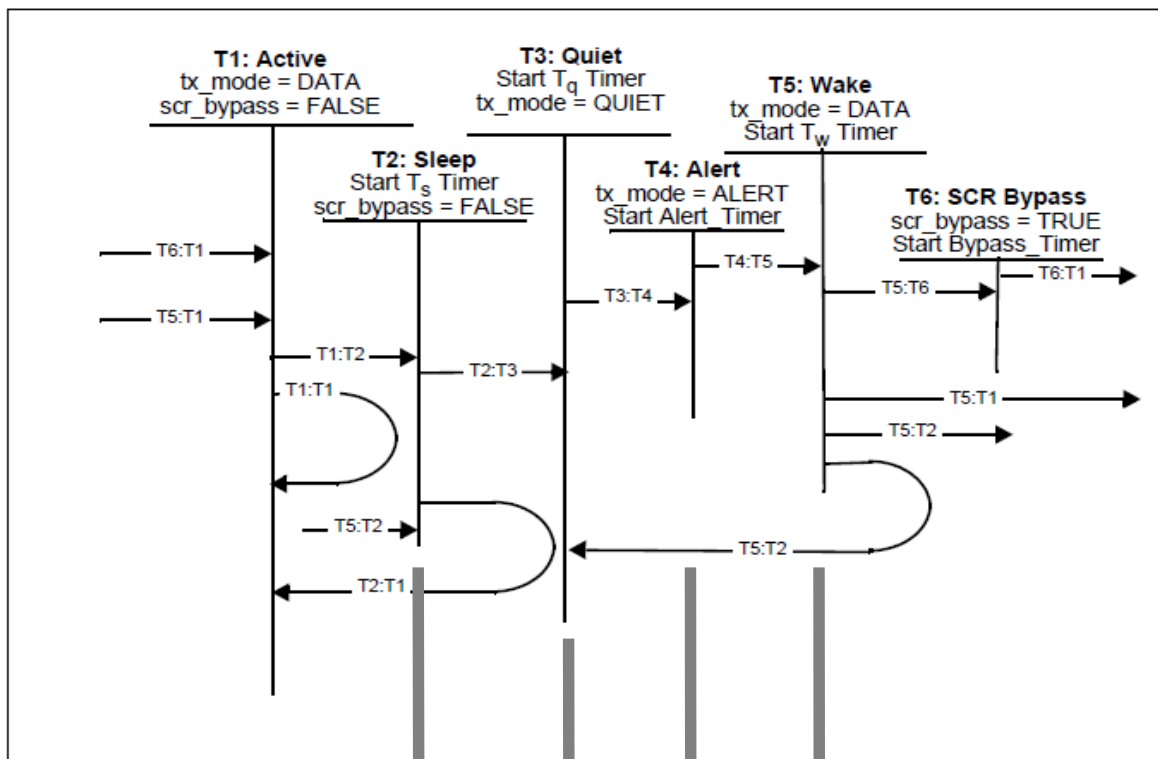 T1: Active
tx_mode = DATA
scr_bypass = FALSE
T3: Quiet
Start Tq Timer
tx_mode = QUIET
T5: Wake
tx_mode = DATA
Start Tw Timer
T2: Sleep
Start Ts Timer
scr_bypass = FALSE
T4: Alert
tx_mode = ALERT
Start Alert_Timer
T6: SCR Bypass
scr_bypass = TRUE
Start Bypass_Timer
T6:T1
T4:T5
T6:T1
T5:T6
T3:T4
T5:T1
T1:T2
T2:T3
T1:T1
T5:T1
T5:T2
T5:T2
T5:T2
T2:T1